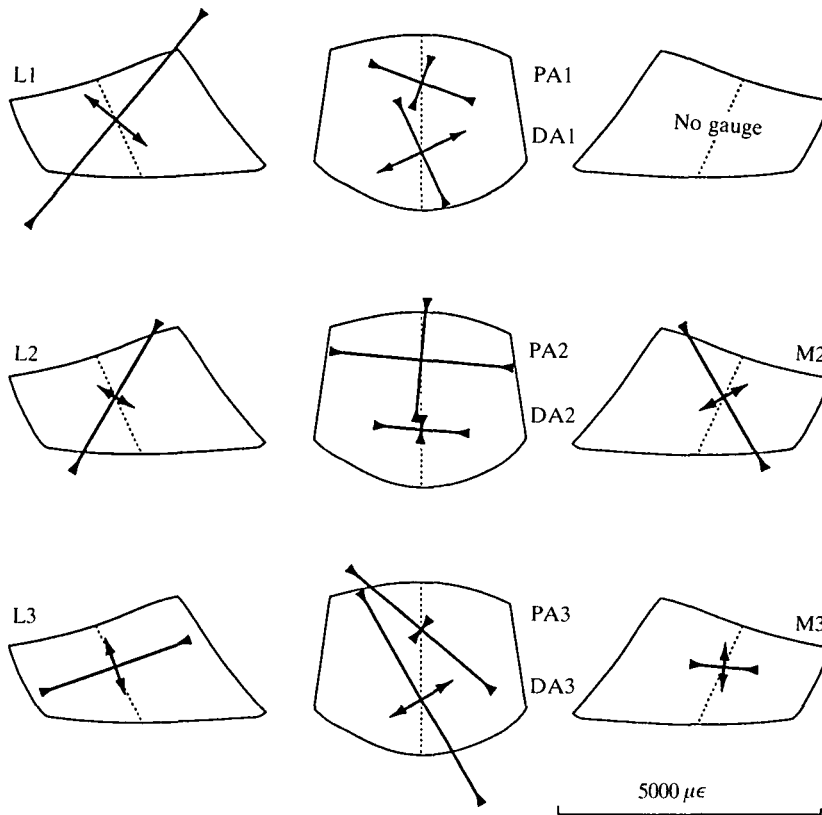 L1
PA1
DA1
No gauge
L2
PA2
DA2
M2
L3
PA3
DA3
M3
5000 με